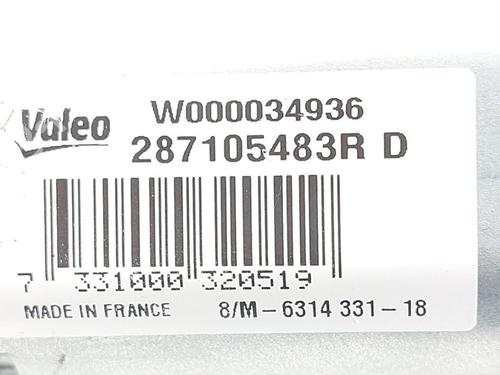 Valeo
W000034936
287105483R D
7 331000 320519
MADE IN FRANCE 8/M-6314 331-18